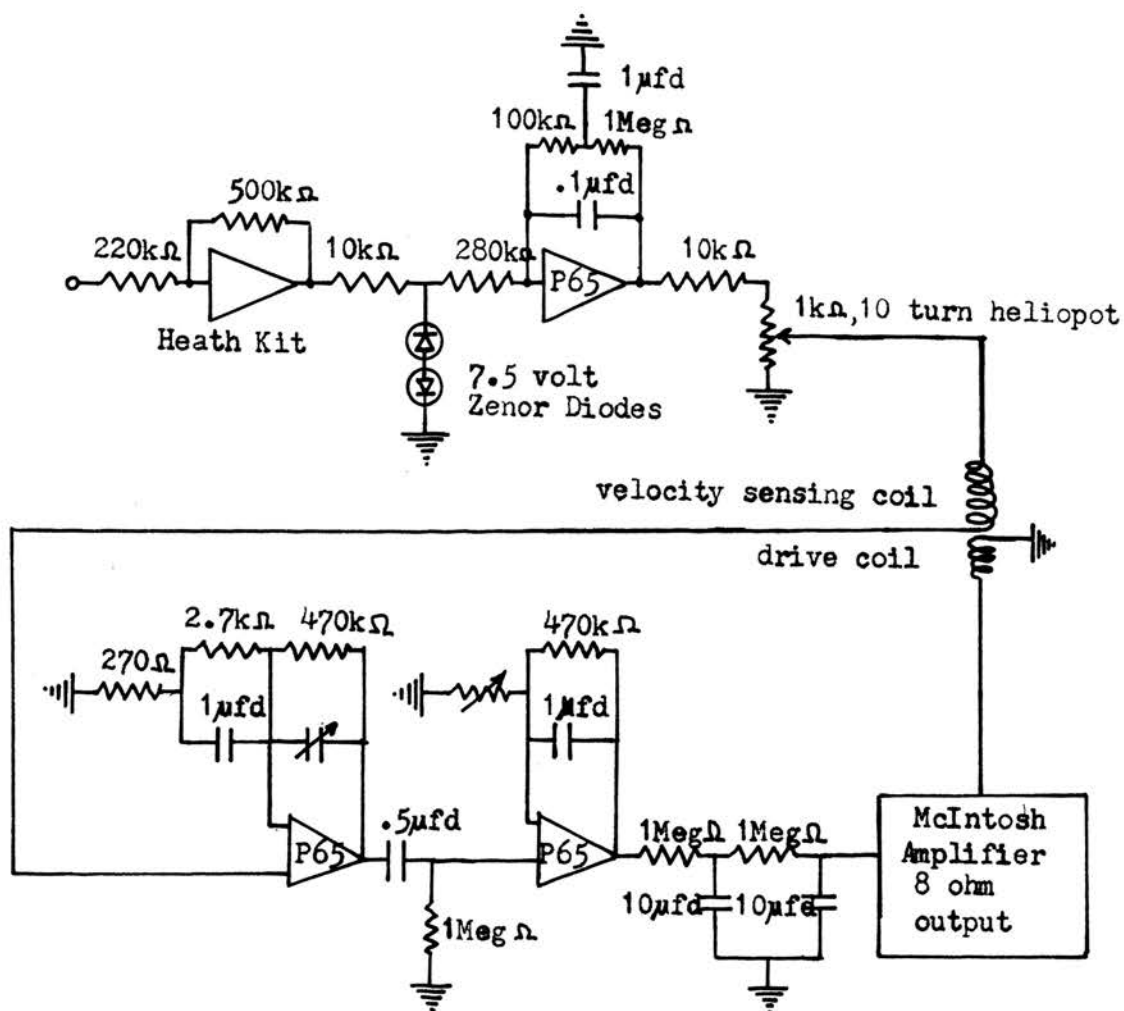 1μfd
100kΩ 1MegΩ
.1μfd
500kΩ
220kΩ 10kΩ 280kΩ P65 10kΩ
1kΩ, 10 turn heliopot
Heath Kit
7.5 volt
Zenor Diodes
velocity sensing coil
drive coil
2.7kΩ 470kΩ 470kΩ
270Ω
1μfd 1μfd
P65 .5μfd P65
1MegΩ 1MegΩ
10μfd 10μfd
1MegΩ
McIntosh
Amplifier
8 ohm
output